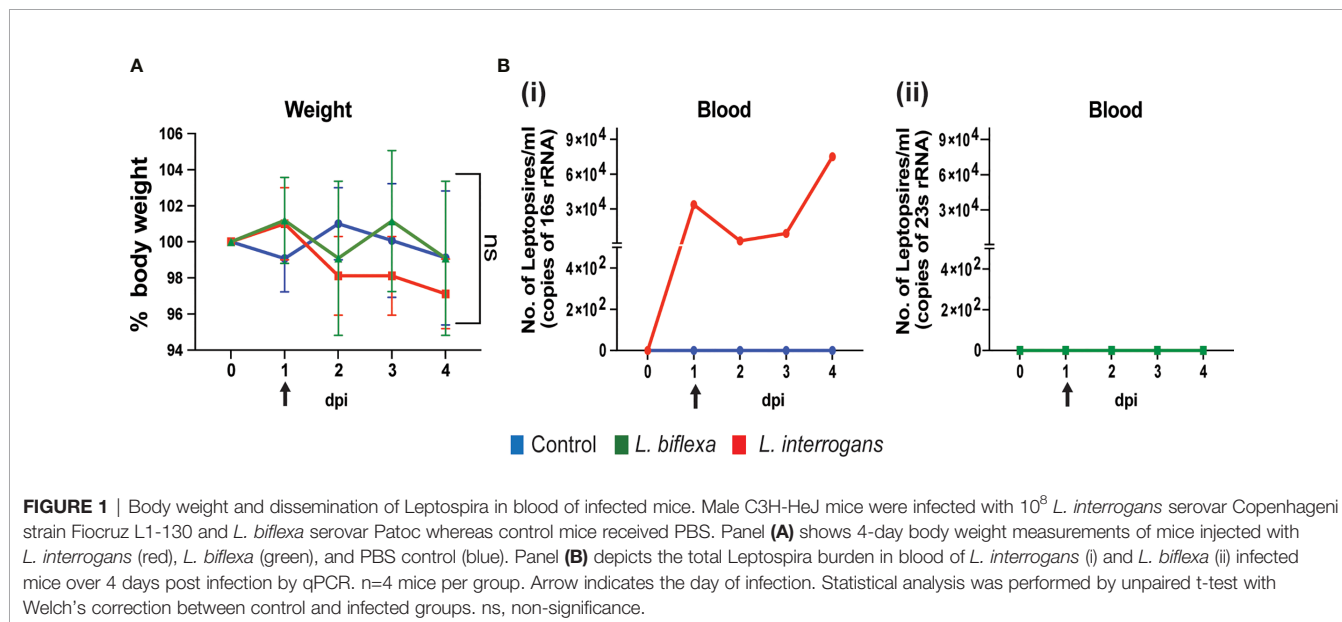 A
B
(i)
(ii)
Weight
Blood
Blood
% body weight
106
104
102
100
98
96
94
0 1 2 3 4
dpi
ns
No. of Leptopsires/ml
(copies of 16s rRNA)
9×10⁴
6×10⁴
3×10⁴
4×10²
2×10²
0
0 1 2 3 4
dpi
No. of Leptopsires/ml
(copies of 23s rRNA)
9×10⁴
6×10⁴
3×10⁴
4×10²
2×10²
0
0 1 2 3 4
dpi
Control L. biflexa L. interrogans
FIGURE 1 | Body weight and dissemination of Leptospira in blood of infected mice. Male C3H-HeJ mice were infected with 10⁸ L. interrogans serovar Copenhageni
strain Fiocruz L1-130 and L. biflexa serovar Patoc whereas control mice received PBS. Panel (A) shows 4-day body weight measurements of mice injected with
L. interrogans (red), L. biflexa (green), and PBS control (blue). Panel (B) depicts the total Leptospira burden in blood of L. interrogans (i) and L. biflexa (ii) infected
mice over 4 days post infection by qPCR. n=4 mice per group. Arrow indicates the day of infection. Statistical analysis was performed by unpaired t-test with
Welch's correction between control and infected groups. ns, non-significance.